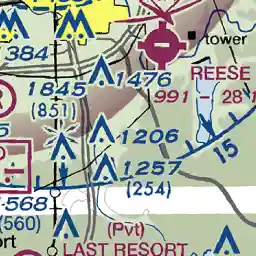 384
tower
1476
REESE
1845
991 - 28
(851)
1206
15
1257
(254)
568
(560)
(Pvt)
LAST RESORT